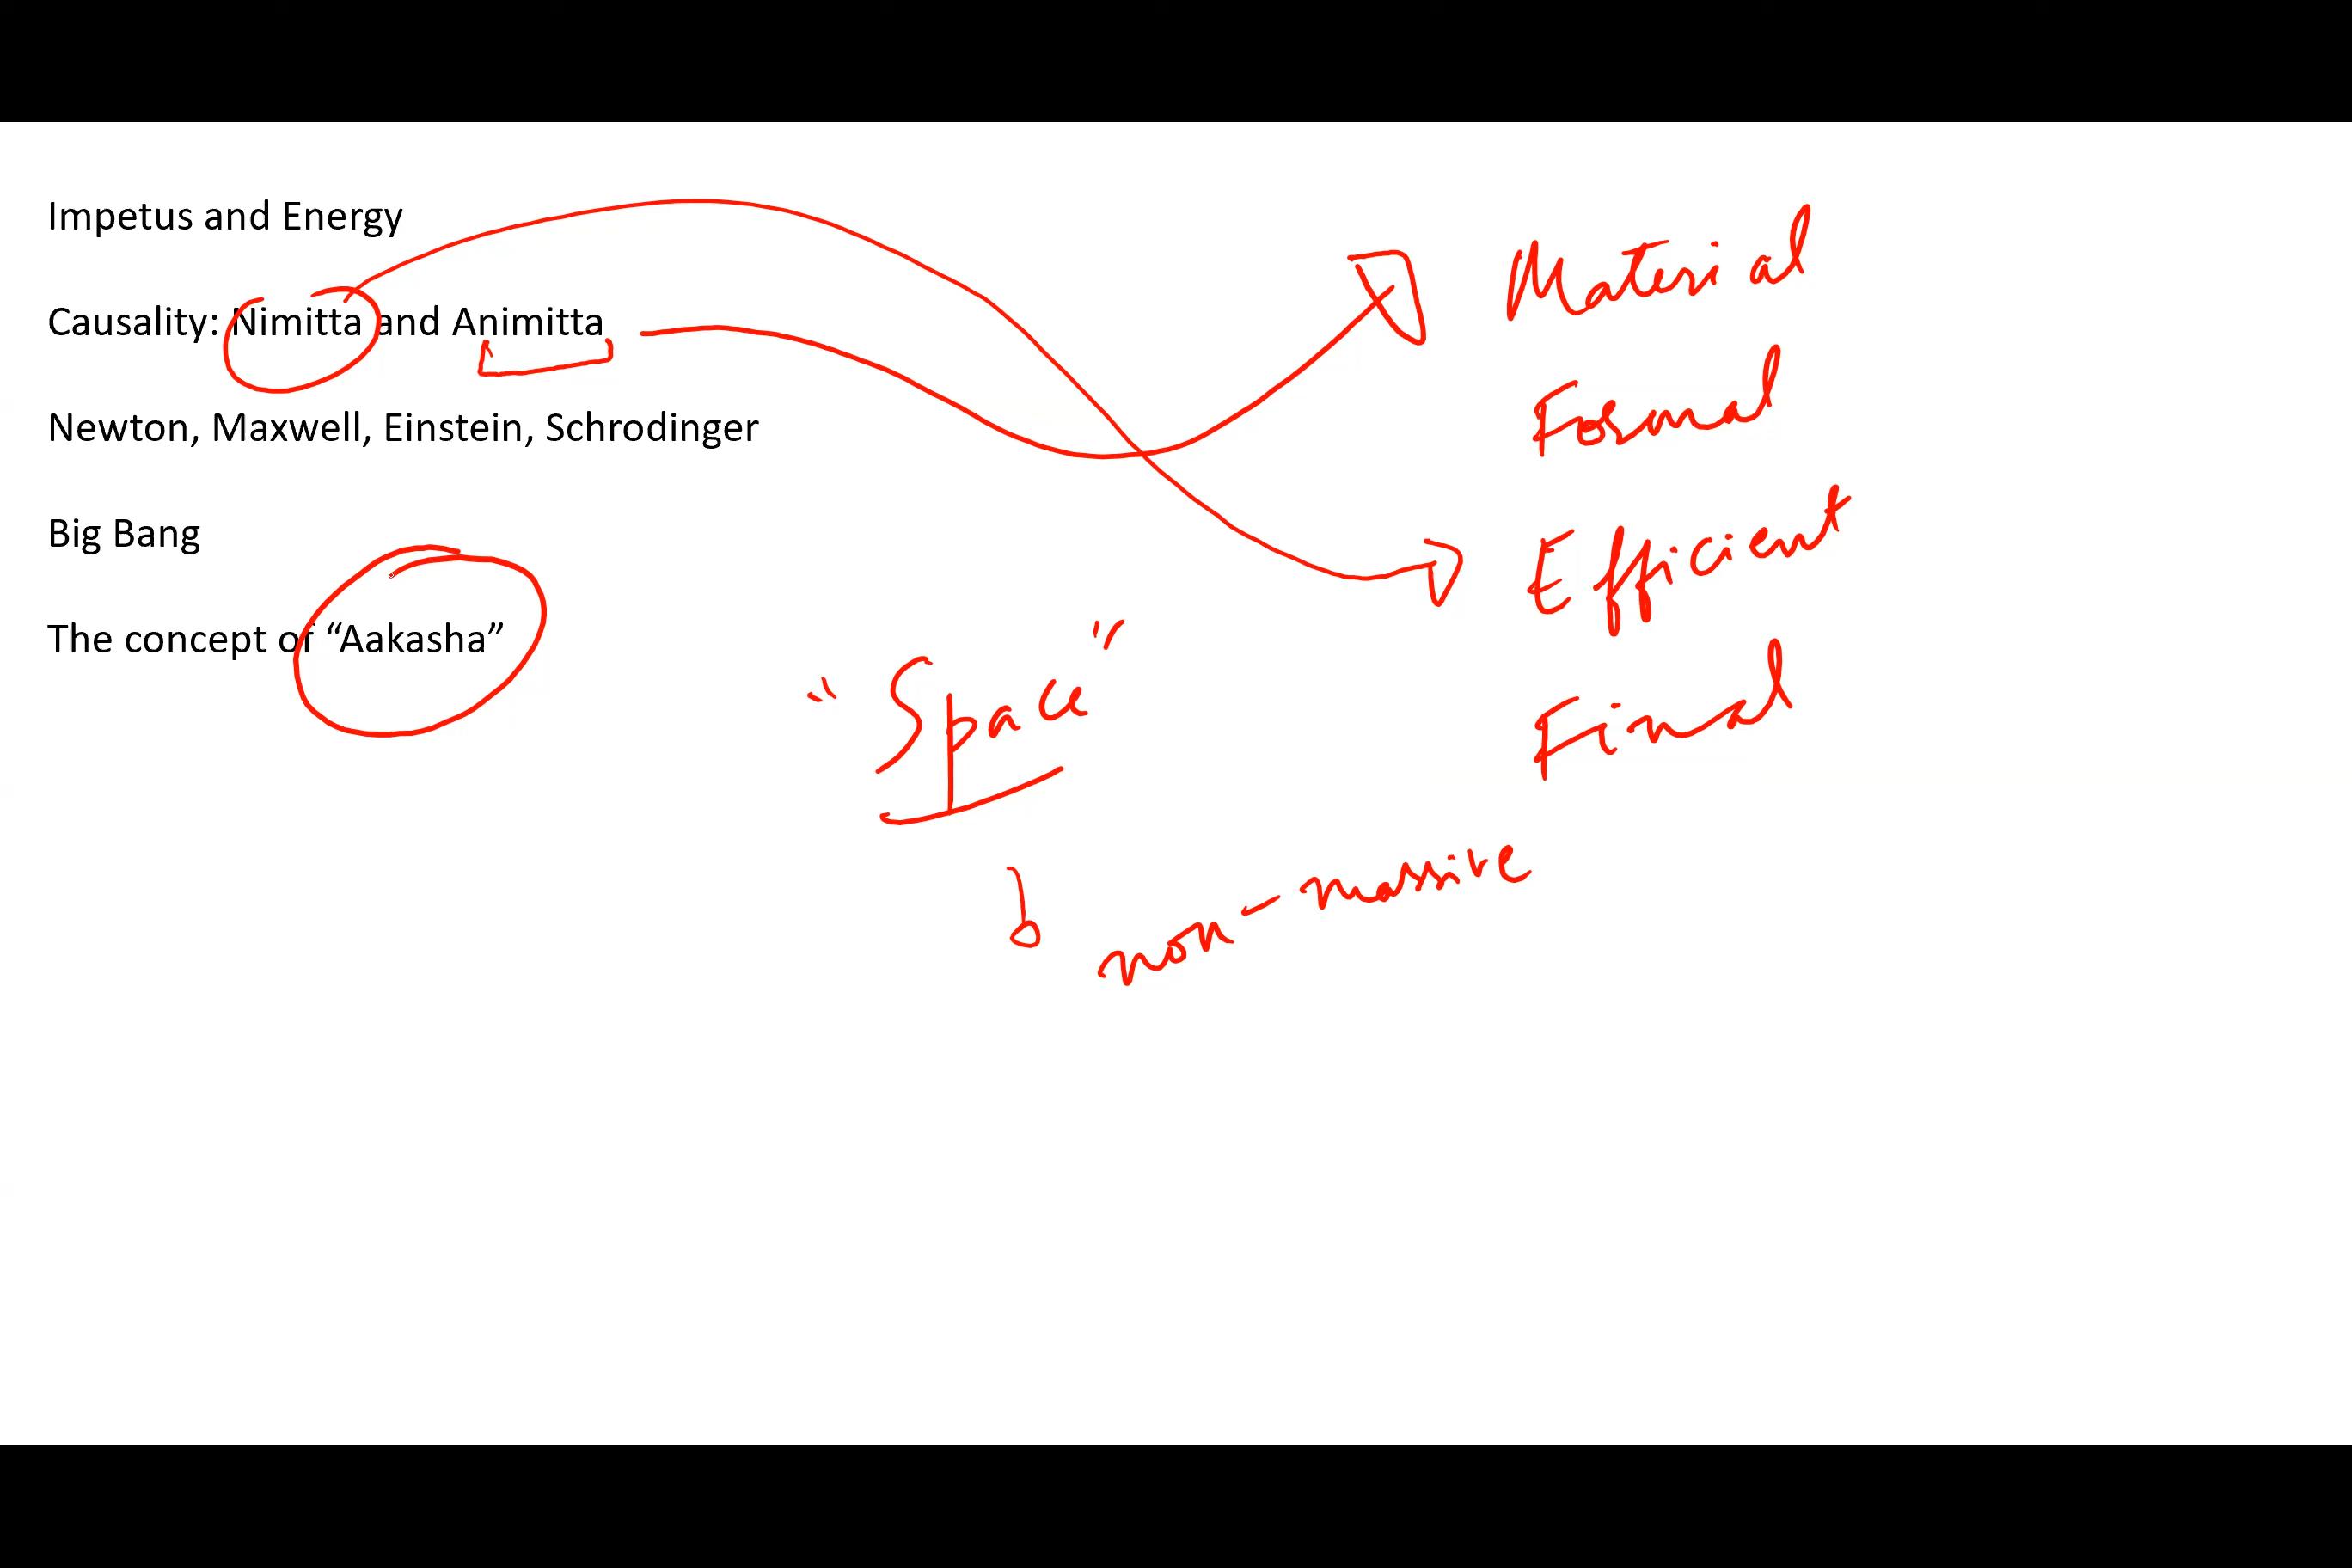 Impetus and Energy
Causality: Nimitta and Animitta
Newton, Maxwell, Einstein, Schrodinger
Big Bang
The concept of “Aakasha”
Material
Formal
Efficient
Final
“Space”
non-massive